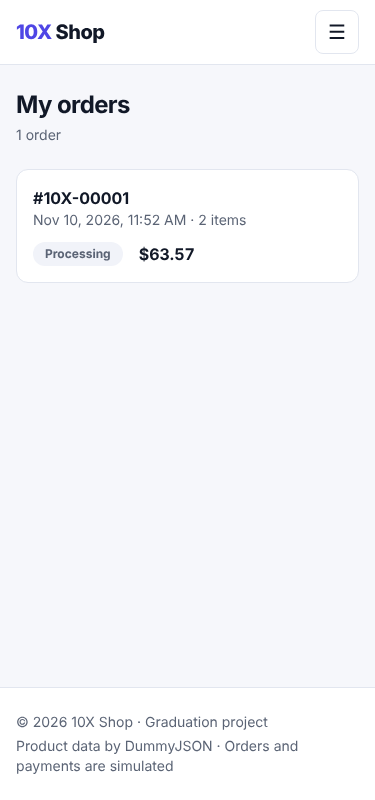 10X Shop
☰
My orders
1 order
#10X-00001
Nov 10, 2026, 11:52 AM · 2 items
Processing $63.57
© 2026 10X Shop · Graduation project
Product data by DummyJSON · Orders and
payments are simulated